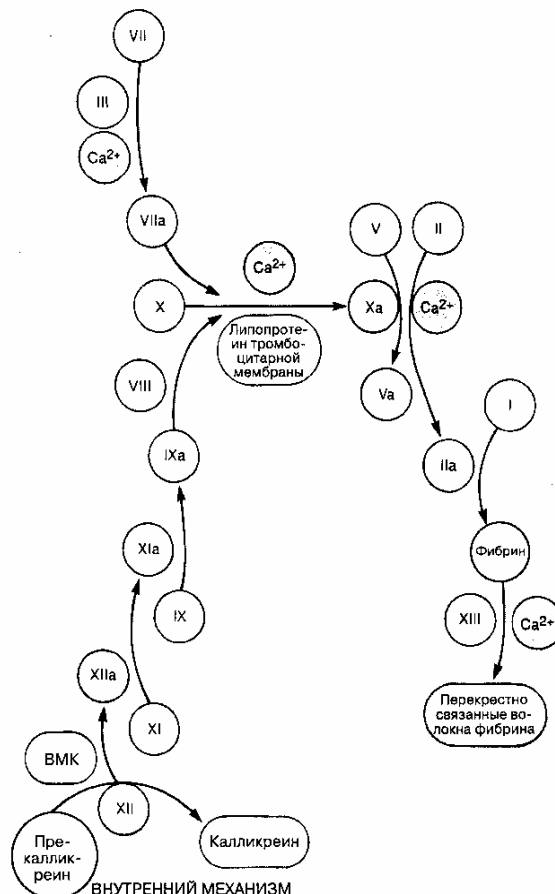 VII
III
Ca²⁺
VIIa
Ca²⁺
V
II
X
Xa
Ca²⁺
Липопроте-
ин тромбо-
цитарной
мембраны
VIII
Va
I
IXa
IIa
XIa
Фибрин
IX
XIII
Ca²⁺
XIIa
XI
Перекрестно
связанные во-
локна фибрина
ВМК
XII
Пре-
каллик-
реин
Калликреин
ВНУТРЕННИЙ МЕХАНИЗМ